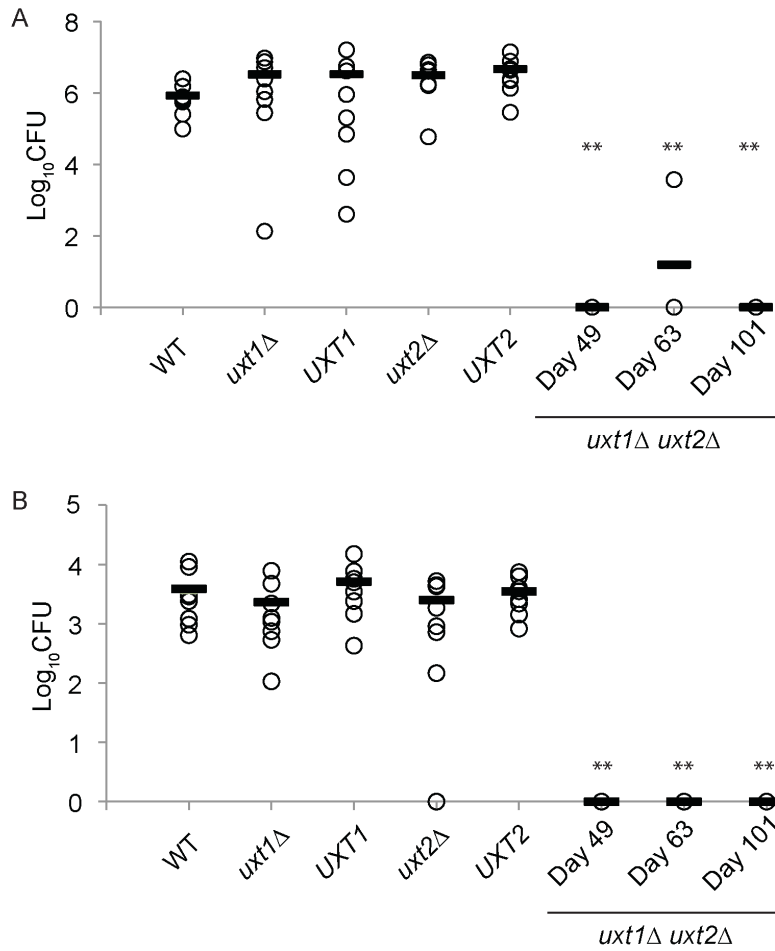 A
8
6
4
2
0
Log10CFU
** ** **
WT uxt1Δ UXT1 uxt2Δ UXT2 Day 49 Day 63 Day 101
uxt1Δ uxt2Δ
B
5
4
3
2
1
0
Log10CFU
** ** **
WT uxt1Δ UXT1 uxt2Δ UXT2 Day 49 Day 63 Day 101
uxt1Δ uxt2Δ